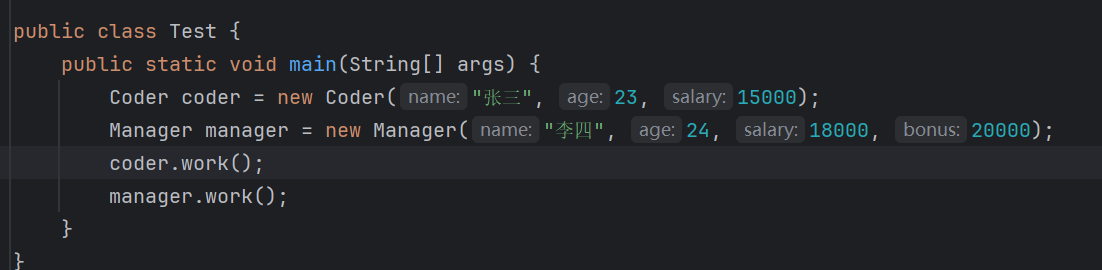 public class Test {
    public static void main(String[] args) {
        Coder coder = new Coder( name: "张三", age: 23, salary: 15000);
        Manager manager = new Manager( name: "李四", age: 24, salary: 18000, bonus: 20000);
        coder.work();
        manager.work();
    }
}